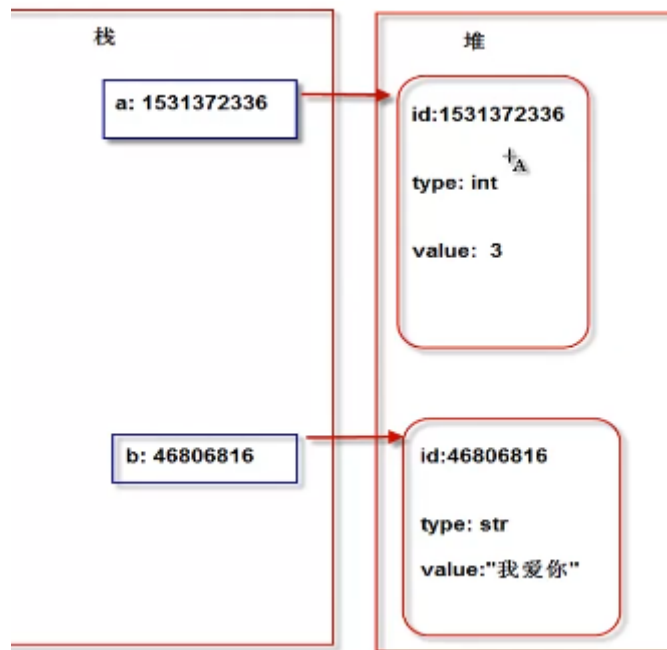 栈
堆
a: 1531372336
id:1531372336
type: int
value: 3
b: 46806816
id:46806816
type: str
value:"我爱你"